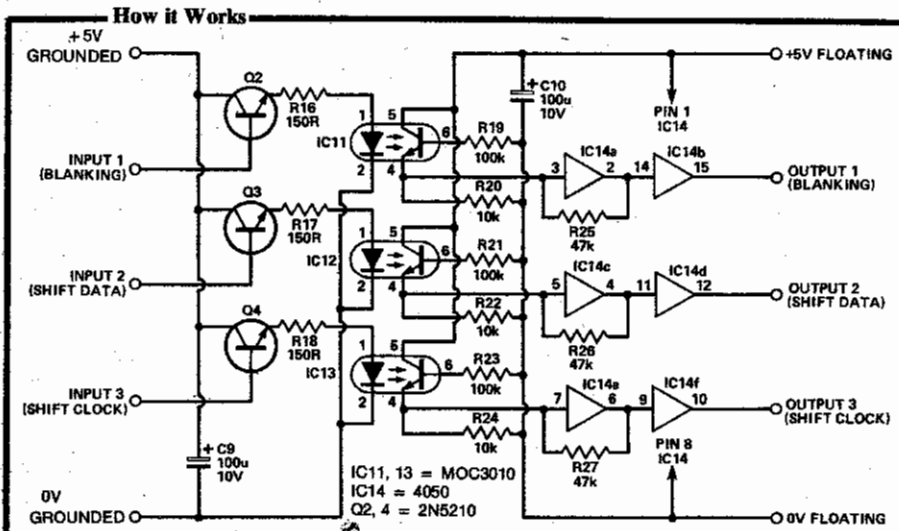 How it Works
+5V
GROUNDED
+5V FLOATING
Q2
R16
150R
1
5
IC11
2
4
6
R19
100k
+
C10
100u
10V
PIN 1
IC14
INPUT 1
(BLANKING)
3
IC14a
2
14
IC14b
15
OUTPUT 1
(BLANKING)
R20
10k
R25
47k
Q3
R17
150R
1
5
IC12
2
4
6
R21
100k
INPUT 2
(SHIFT DATA)
5
IC14c
4
11
IC14d
12
OUTPUT 2
(SHIFT DATA)
R22
10k
R26
47k
Q4
R18
150R
1
5
IC13
2
4
6
R23
100k
INPUT 3
(SHIFT CLOCK)
7
IC14e
6
9
IC14f
10
OUTPUT 3
(SHIFT CLOCK)
R24
10k
R27
47k
PIN 8
IC14
+
C9
100u
10V
IC11, 13 = MOC3010
IC14 = 4050
Q2, 4 = 2N5210
0V
GROUNDED
0V FLOATING